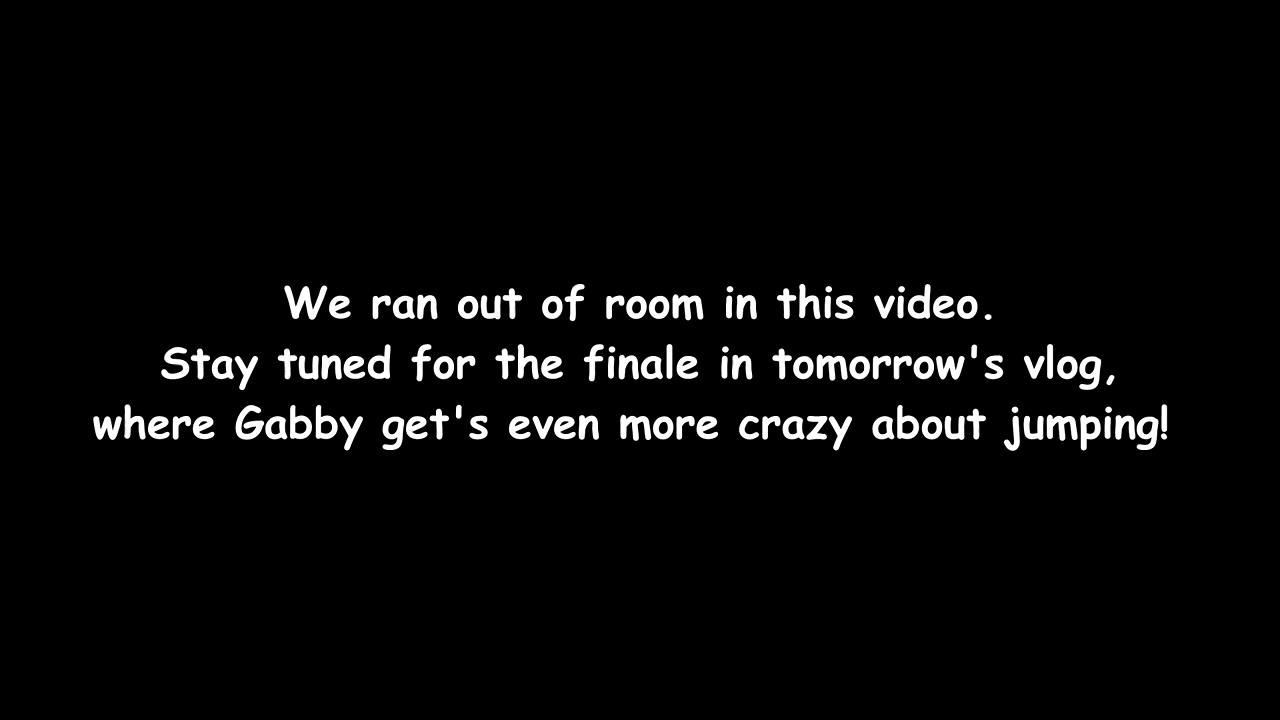 We ran out of room in this video.
Stay tuned for the finale in tomorrow's vlog,
where Gabby get's even more crazy about jumping!